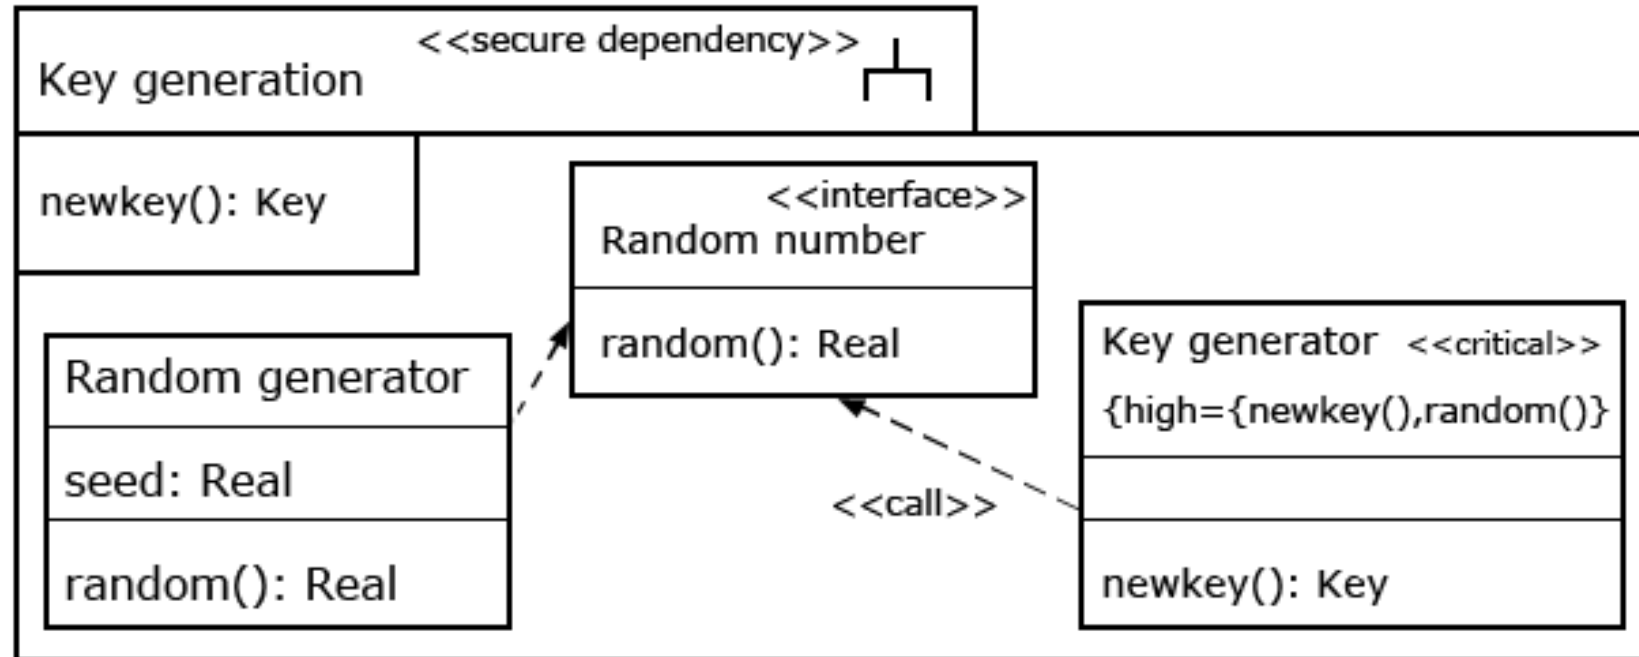 <<secure dependency>>
Key generation
newkey(): Key
<<interface>>
Random number
random(): Real
Random generator
seed: Real
random(): Real
<<call>>
Key generator <<critical>>
{high={newkey(),random()}
newkey(): Key